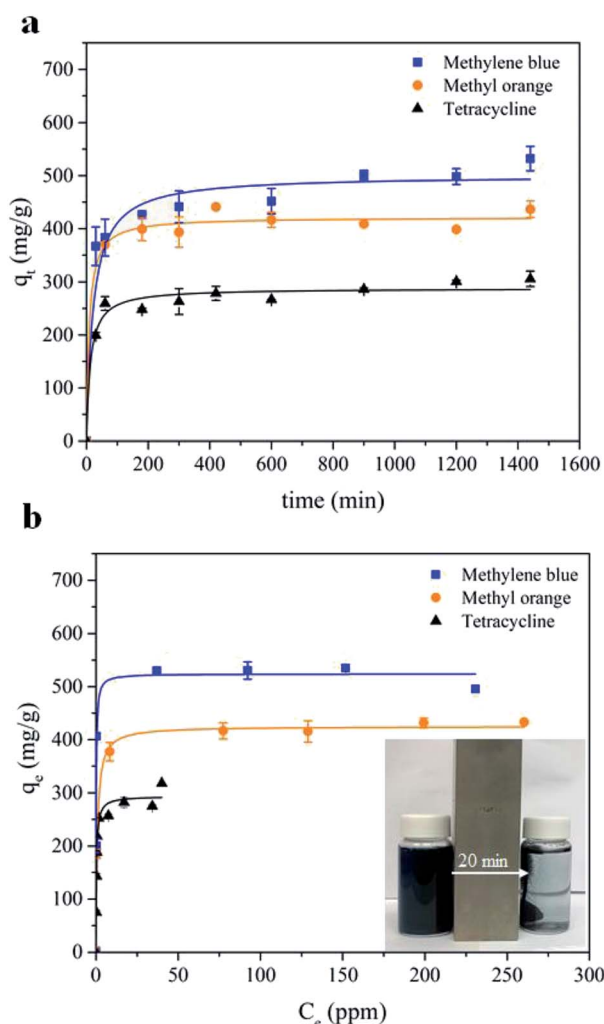 a
Methylene blue
Methyl orange
Tetracycline
700
600
500
400
300
200
100
0
qt (mg/g)
0 200 400 600 800 1000 1200 1400 1600
time (min)
b
Methylene blue
Methyl orange
Tetracycline
700
600
500
400
300
200
100
0
qe (mg/g)
20 min
0 50 100 150 200 250 300
Ce (ppm)